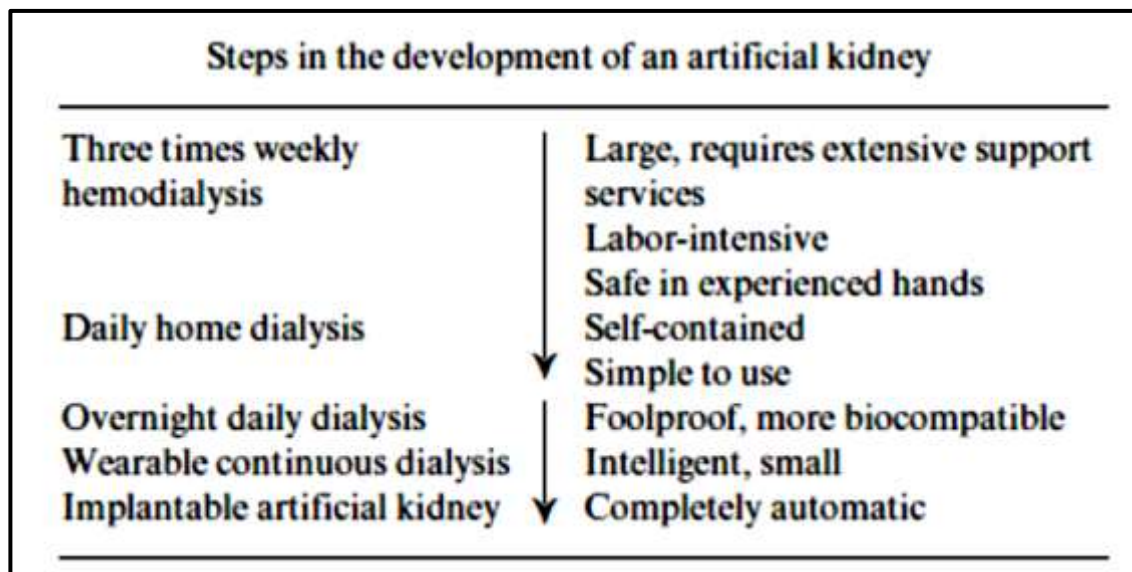 Steps in the development of an artificial kidney
Three times weekly
hemodialysis
Large, requires extensive support
services
Labor-intensive
Safe in experienced hands
Daily home dialysis
Self-contained
Simple to use
Overnight daily dialysis
Foolproof, more biocompatible
Wearable continuous dialysis
Intelligent, small
Implantable artificial kidney
Completely automatic